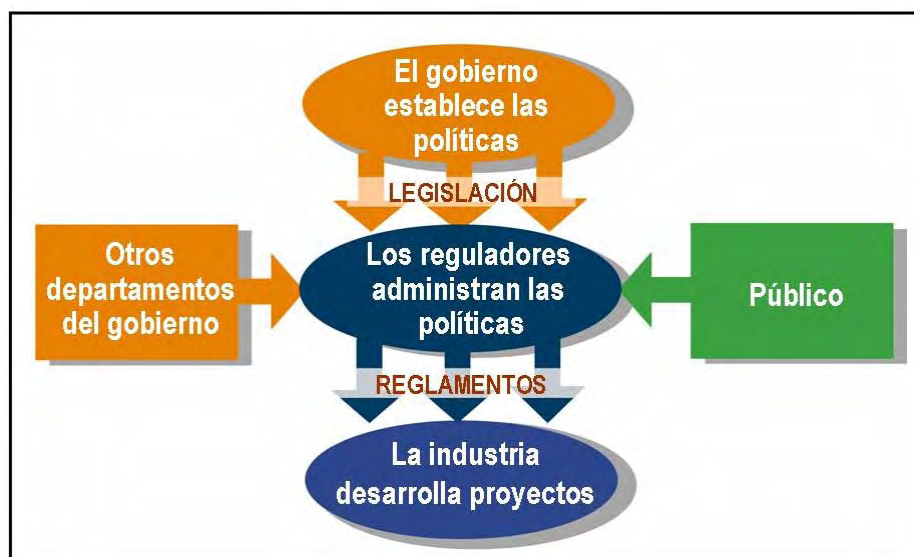 El gobierno
establece las
políticas
LEGISLACIÓN
Otros
departamentos
del gobierno
Los reguladores
administran las
políticas
Público
REGLAMENTOS
La industria
desarrolla proyectos